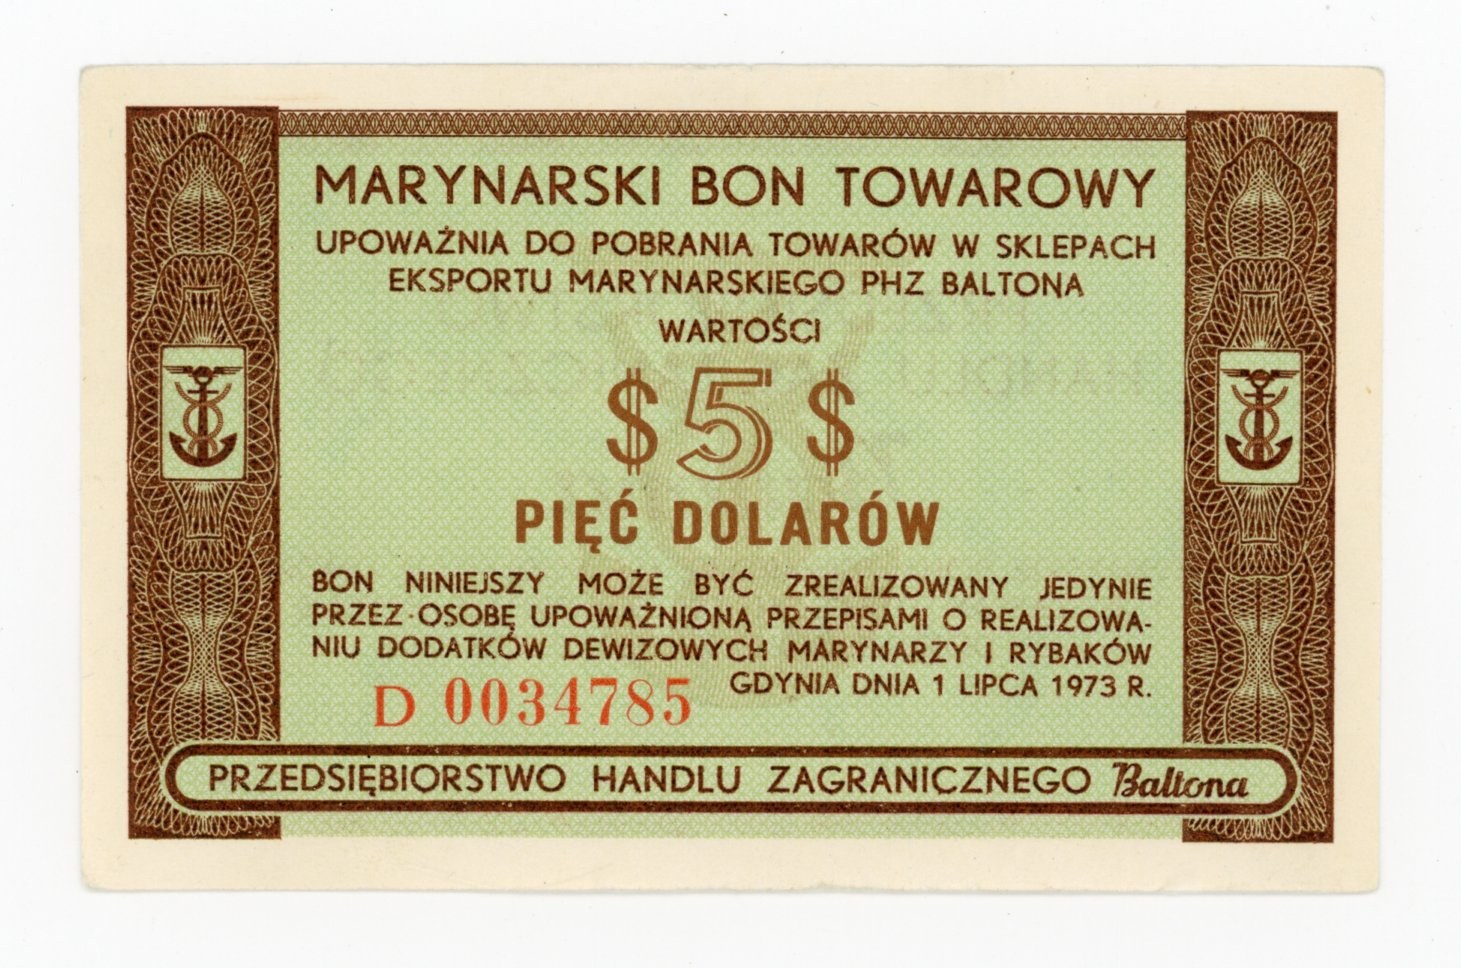 MARYNARSKI BON TOWAROWY
UPOWAŻNIA DO POBRANIA TOWARÓW W SKLEPACH
EKSPORTU MARYNARSKIEGO PHZ BALTONA
WARTOŚCI
$ 5 $
PIĘĆ DOLARÓW
BON NINIEJSZY MOŻE BYĆ ZREALIZOWANY JEDYNIE
PRZEZ OSOBĘ UPOWAŻNIONĄ PRZEPISAMI O REALIZOWA-
NIU DODATKÓW DEWIZOWYCH MARYNARZY I RYBAKÓW
GDYNIA DNIA 1 LIPCA 1973 R.
D 0034785
PRZEDSIĘBIORSTWO HANDLU ZAGRANICZNEGO Baltona